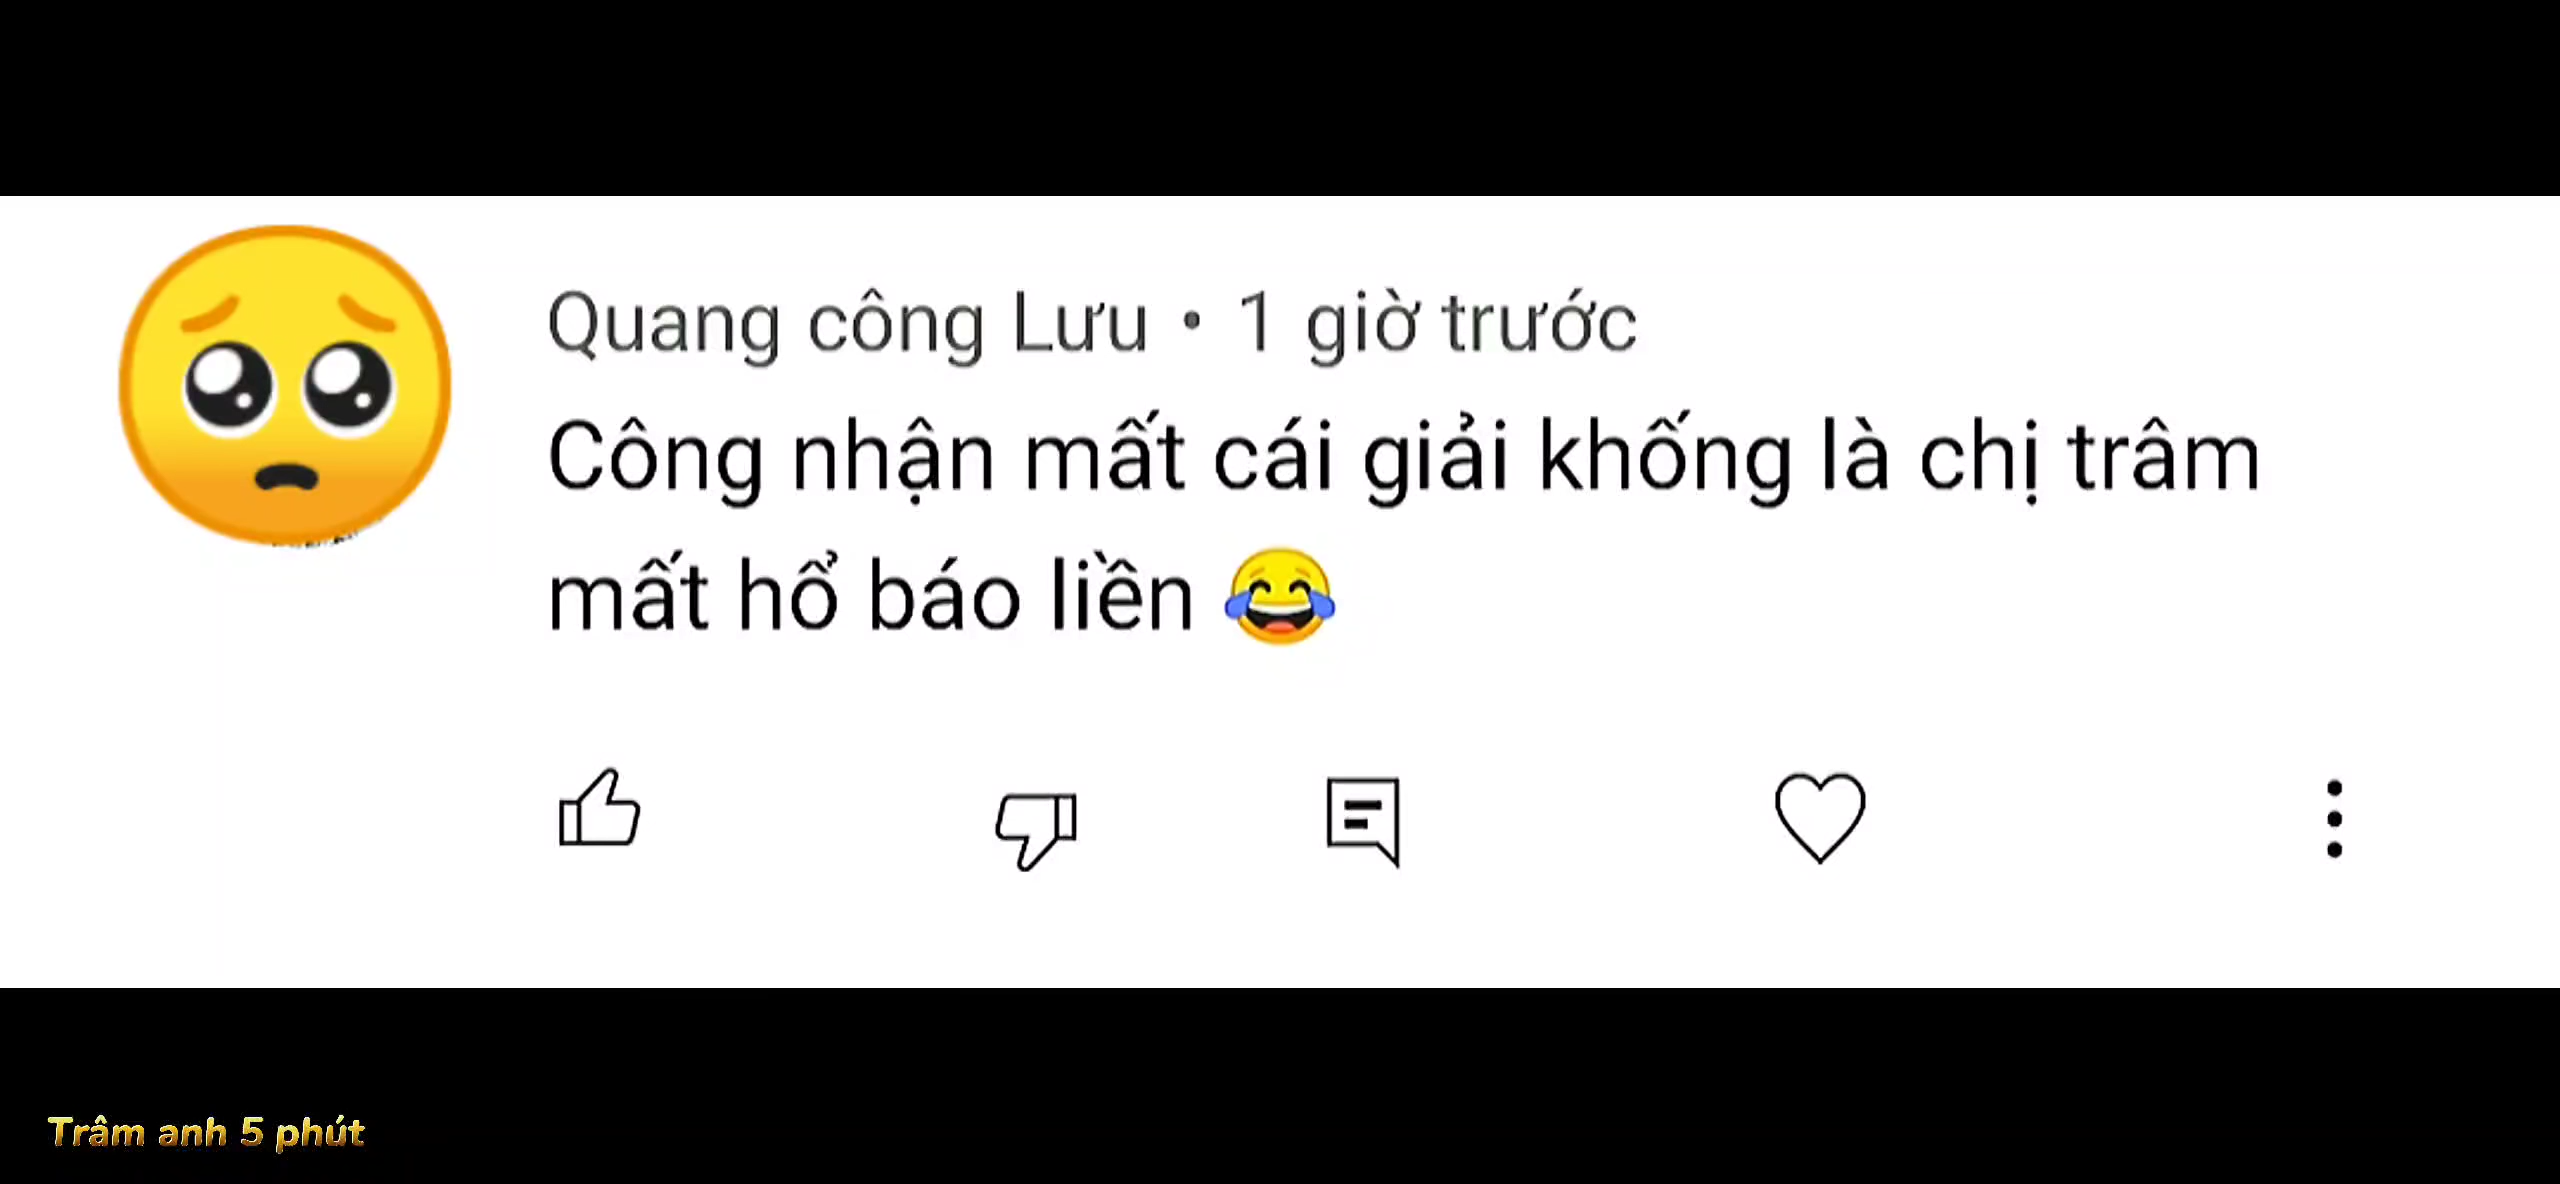 Quang công Lưu • 1 giờ trước
Công nhận mất cái giải khống là chị trâm
mất hổ báo liền 😂
Trâm anh 5 phút